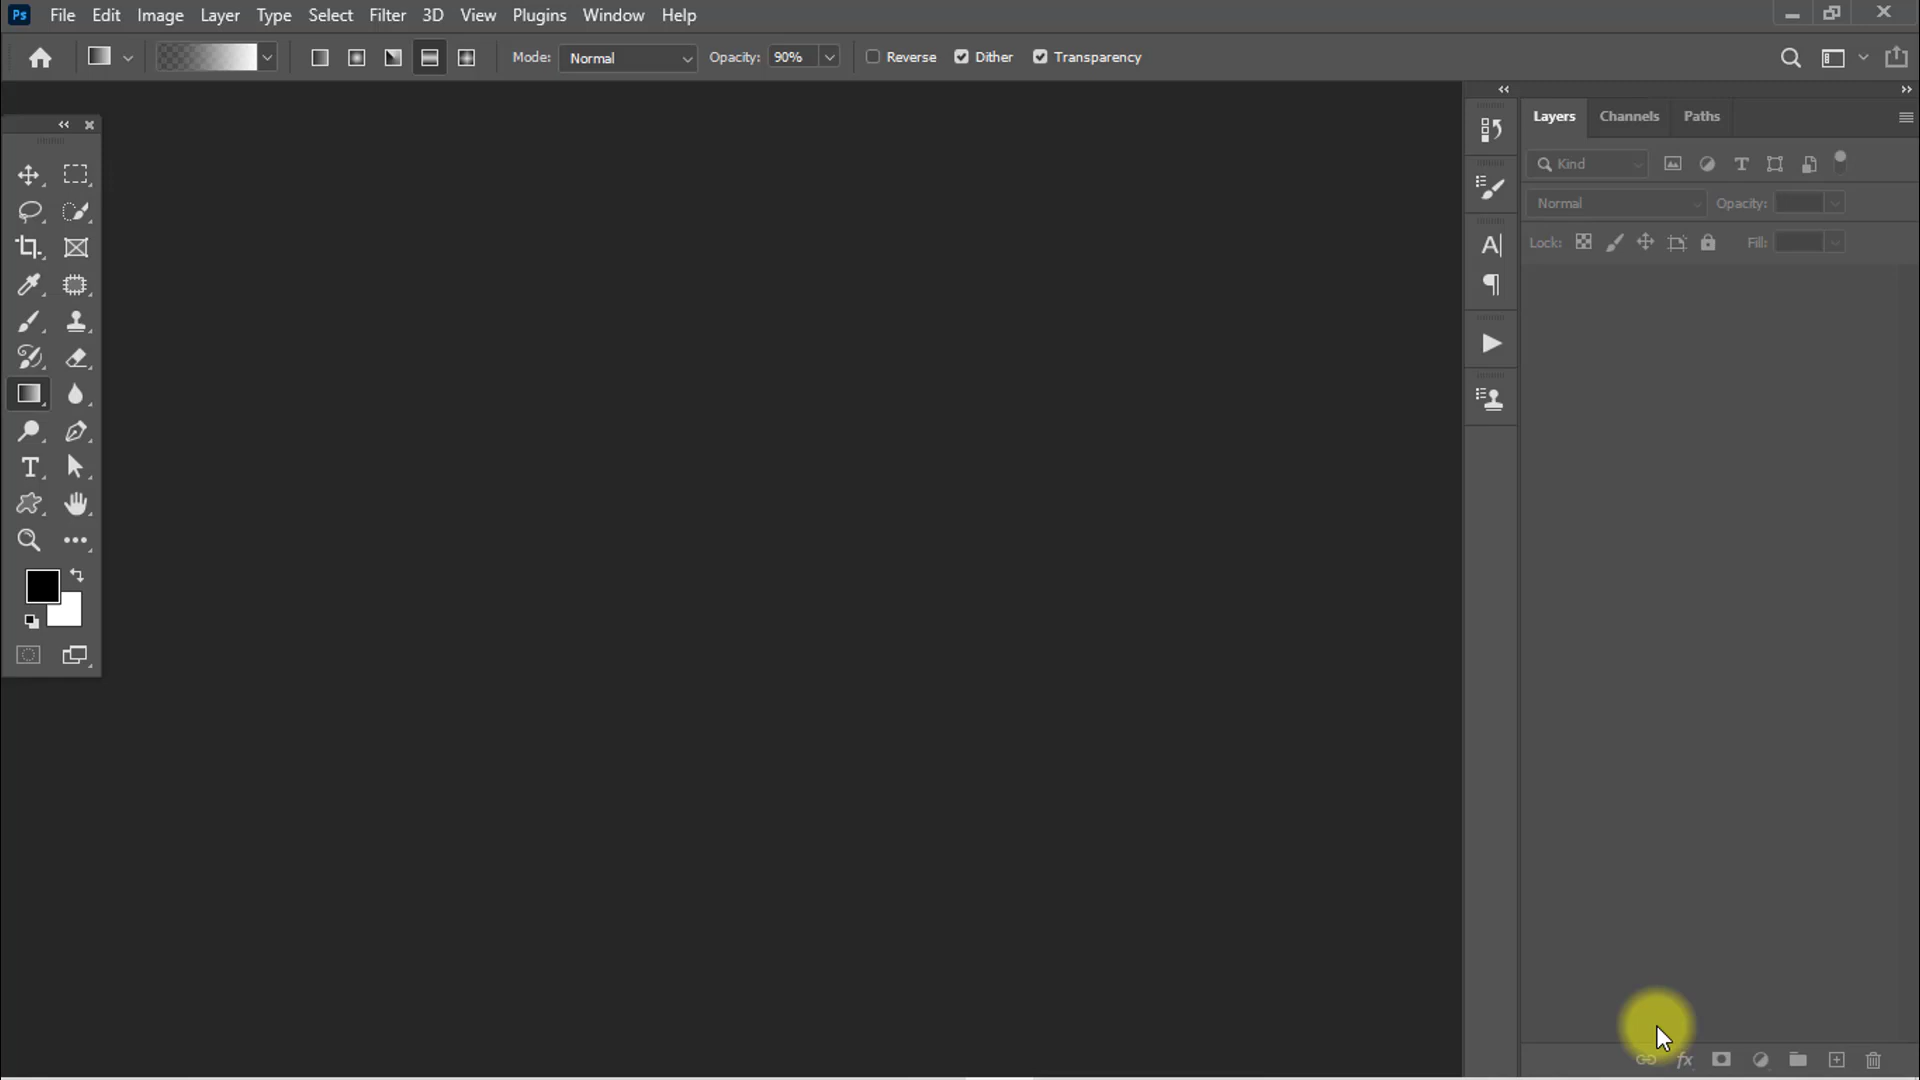 Ps File Edit Image Layer Type Select Filter 3D View Plugins Window Help
Mode: Normal Opacity: 90% Reverse Dither Transparency
Layers Channels Paths
Kind
Normal Opacity:
Lock: Fill:
fx